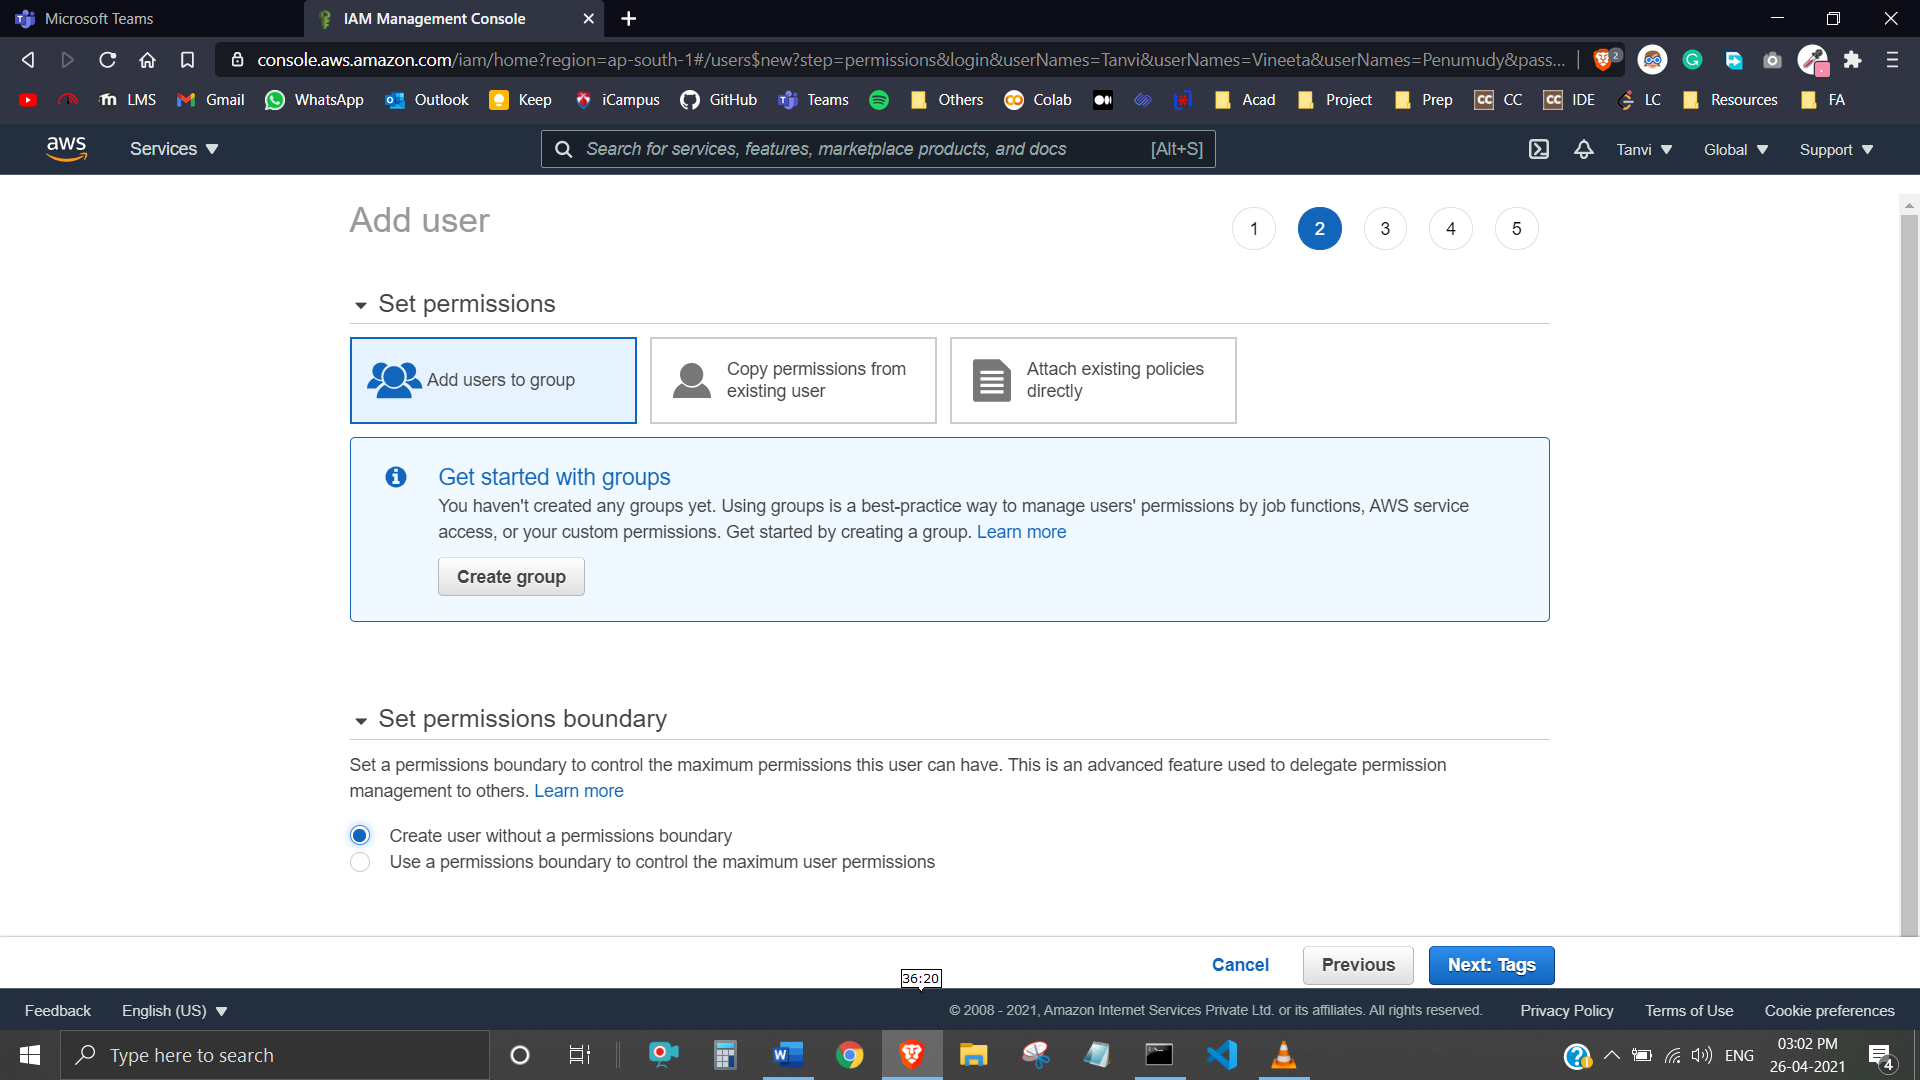 Microsoft Teams
IAM Management Console
console.aws.amazon.com/iam/home?region=ap-south-1#/users$new?step=permissions&login&userNames=Tanvi&userNames=Vineeta&userNames=Penumudy&pass...
2
LMS
Gmail
WhatsApp
Outlook
Keep
iCampus
GitHub
Teams
Others
Colab
Acad
Project
Prep
CC CC
CC IDE
LC
Resources
FA
aws
Services
Search for services, features, marketplace products, and docs
[Alt+S]
Tanvi
Global
Support
Add user
1
2
3
4
5
Set permissions
Add users to group
Copy permissions from
existing user
Attach existing policies
directly
Get started with groups
You haven't created any groups yet. Using groups is a best-practice way to manage users' permissions by job functions, AWS service
access, or your custom permissions. Get started by creating a group. Learn more
Create group
Set permissions boundary
Set a permissions boundary to control the maximum permissions this user can have. This is an advanced feature used to delegate permission
management to others. Learn more
Create user without a permissions boundary
Use a permissions boundary to control the maximum user permissions
Cancel
Previous
Next: Tags
36:20
Feedback
English (US)
© 2008 - 2021, Amazon Internet Services Private Ltd. or its affiliates. All rights reserved.
Privacy Policy
Terms of Use
Cookie preferences
Type here to search
ENG
03:02 PM
26-04-2021
4